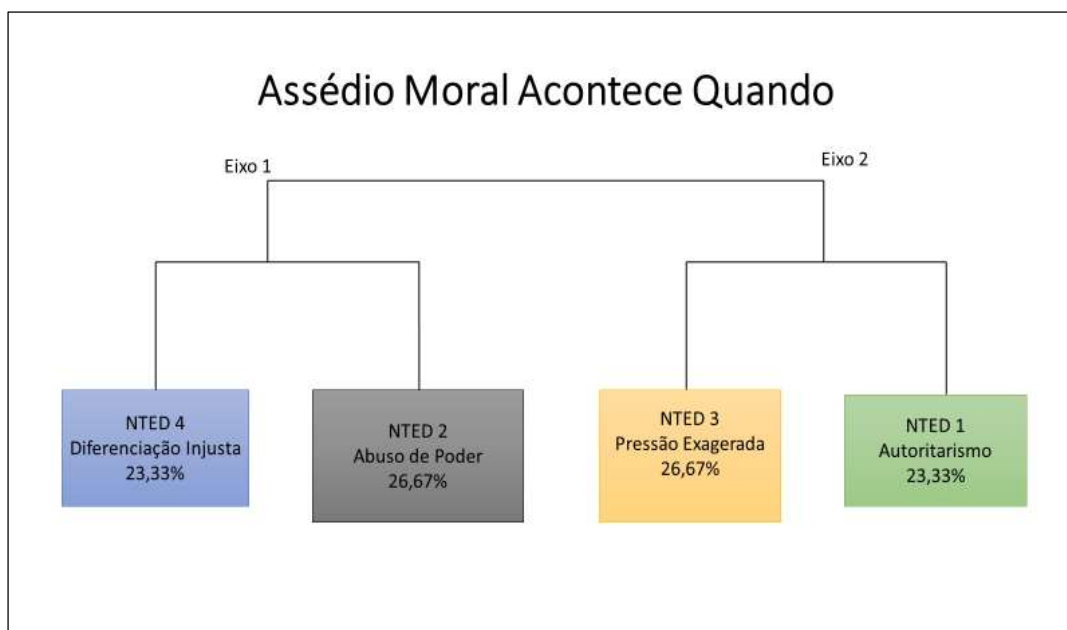 Assédio Moral Acontece Quando
Eixo 1
Eixo 2
NTED 4
Diferenciação Injusta
23,33%
NTED 2
Abuso de Poder
26,67%
NTED 3
Pressão Exagerada
26,67%
NTED 1
Autoritarismo
23,33%